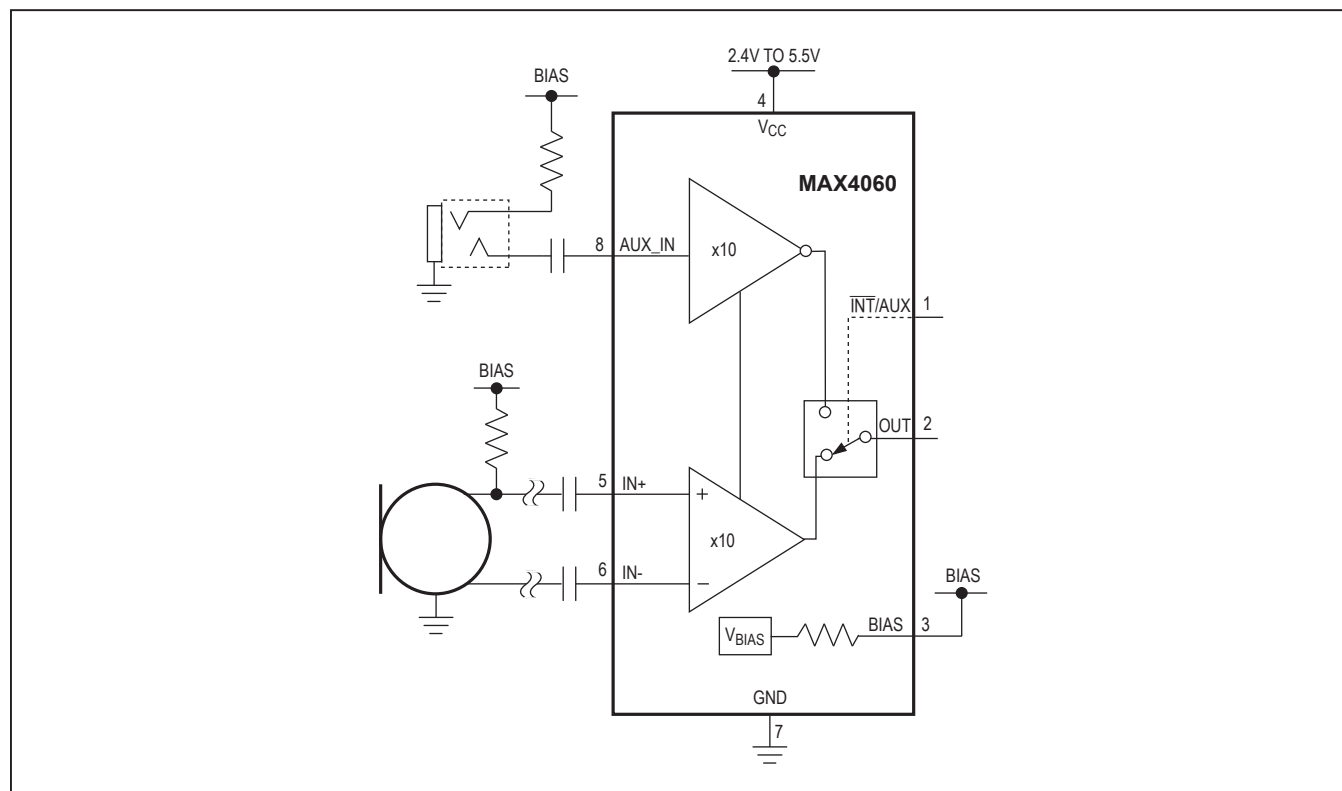 2.4V TO 5.5V
BIAS
4
VCC
MAX4060
8 AUX_IN
x10
INT/AUX 1
BIAS
OUT 2
5 IN+
+
x10
6 IN-
−
BIAS
VBIAS
BIAS 3
GND
7